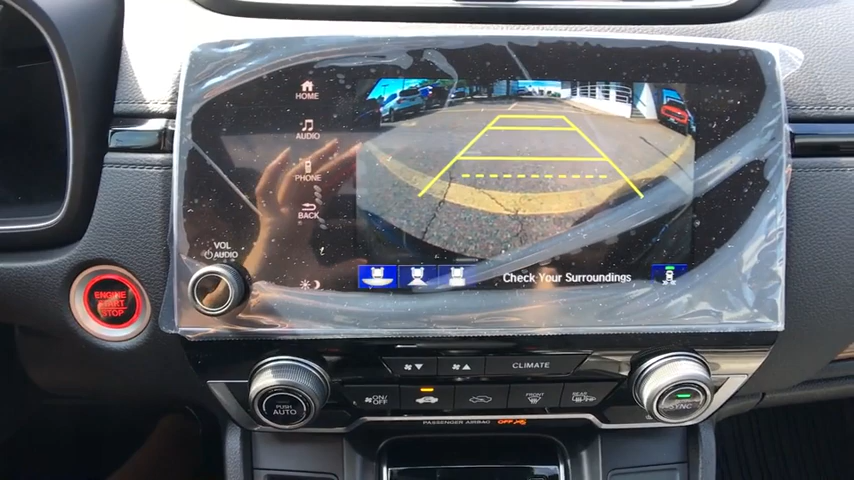 HOME
AUDIO
PHONE
BACK
VOL
AUDIO
ENGINE
START
STOP
Check Your Surroundings
CLIMATE
PUSH
AUTO
ON/
OFF
FRONT
REAR
SYNC
PASSENGER AIRBAG OFF